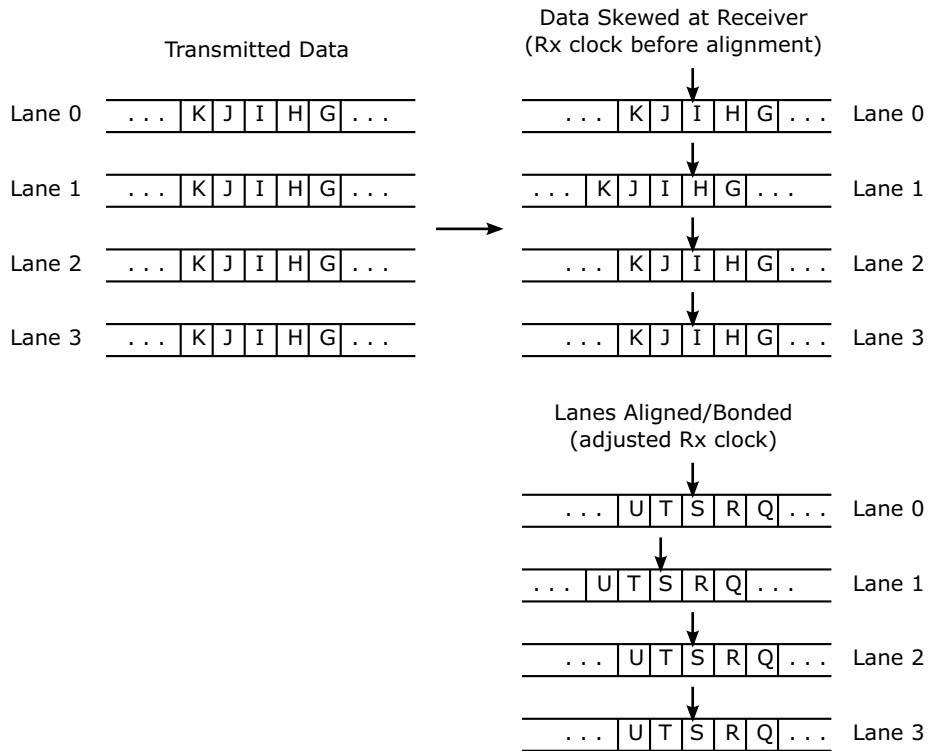 Transmitted Data
Lane 0 . . . K J I H G . . .
Lane 1 . . . K J I H G . . .
Lane 2 . . . K J I H G . . .
Lane 3 . . . K J I H G . . .
Data Skewed at Receiver
(Rx clock before alignment)
. . . K J I H G . . . Lane 0
. . . K J I H G . . . Lane 1
. . . K J I H G . . . Lane 2
. . . K J I H G . . . Lane 3
Lanes Aligned/Bonded
(adjusted Rx clock)
. . . U T S R Q . . . Lane 0
. . . U T S R Q . . . Lane 1
. . . U T S R Q . . . Lane 2
. . . U T S R Q . . . Lane 3